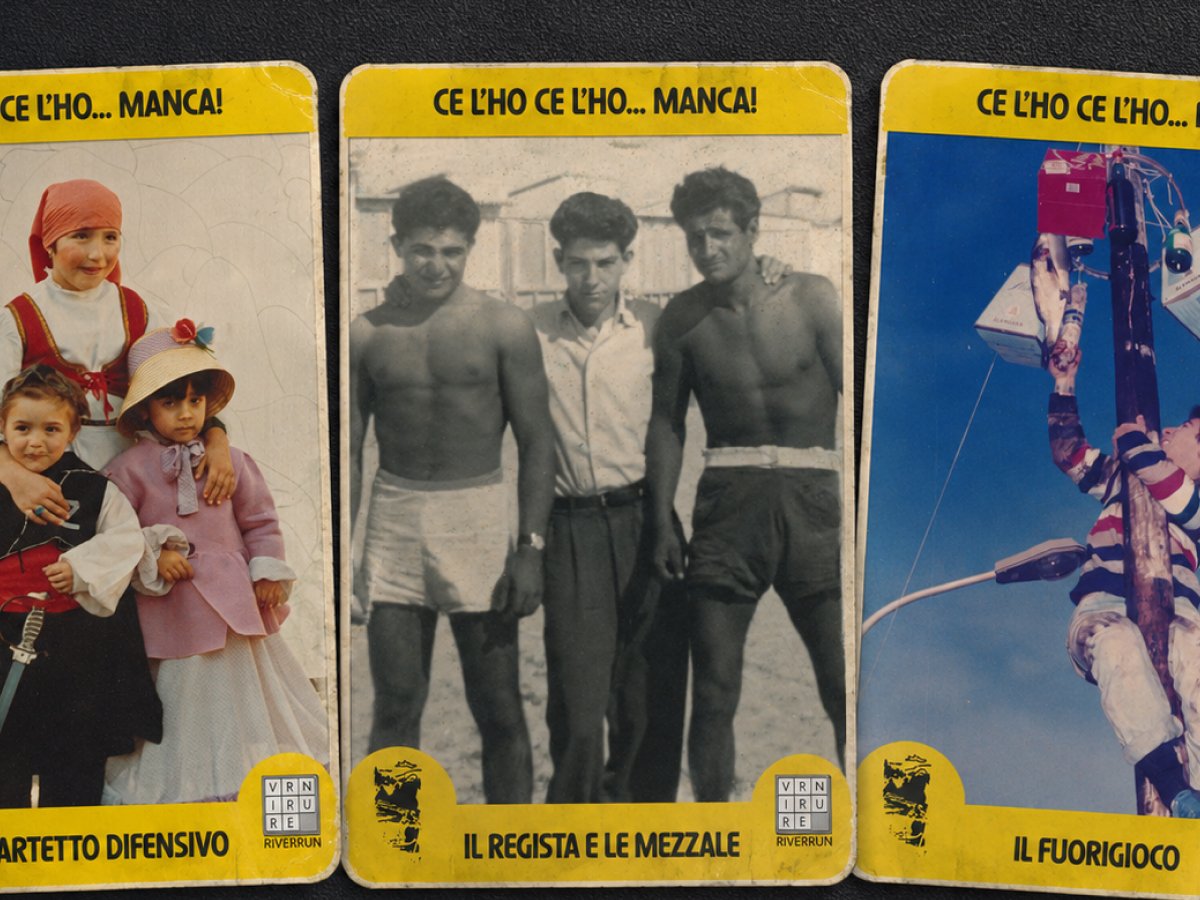 CE L'HO... MANCA!
ARTETTO DIFENSIVO
VRN
IRU
RE
RIVERRUN
CE L'HO CE L'HO... MANCA!
IL REGISTA E LE MEZZALE
VRN
IRU
RE
RIVERRUN
CE L'HO CE L'HO...
IL FUORIGIOCO